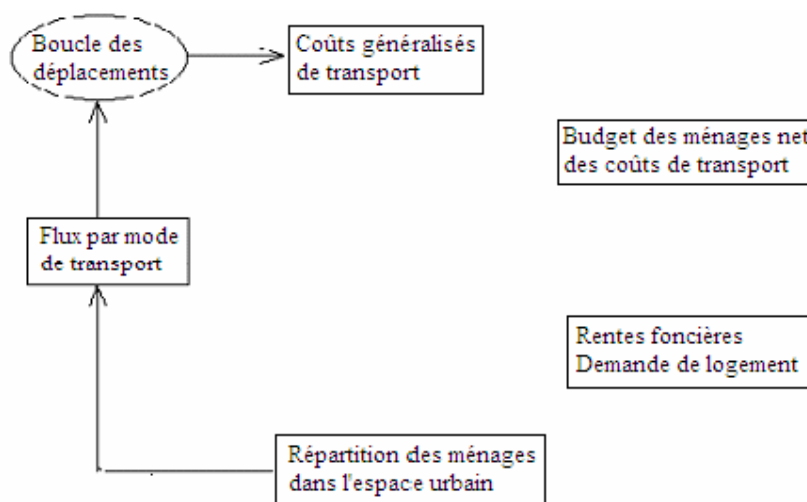 Boucle des
déplacements
Coûts généralisés
de transport
Budget des ménages net
des coûts de transport
Flux par mode
de transport
Rentes foncières
Demande de logement
Répartition des ménages
dans l'espace urbain